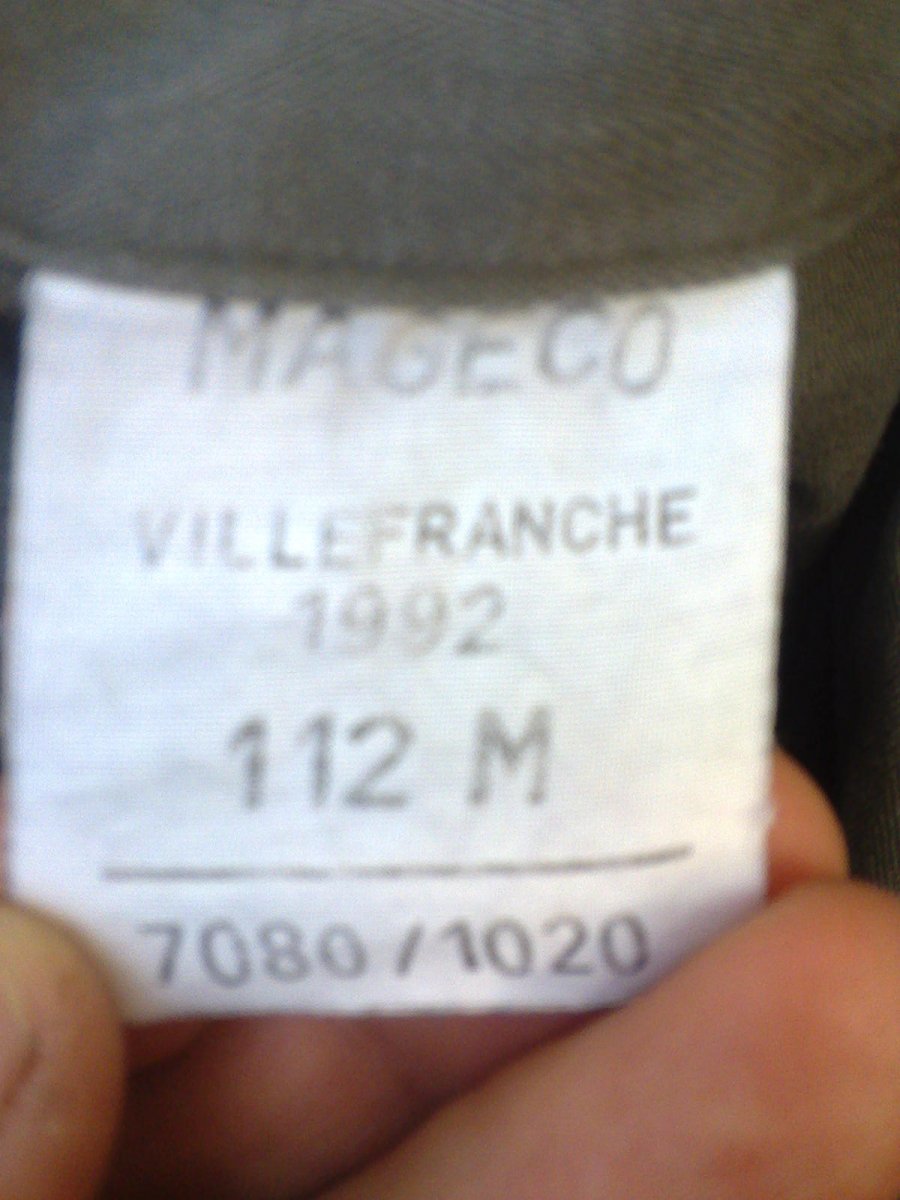 MAGECO
VILLEFRANCHE
1992
112 M
7080/1020